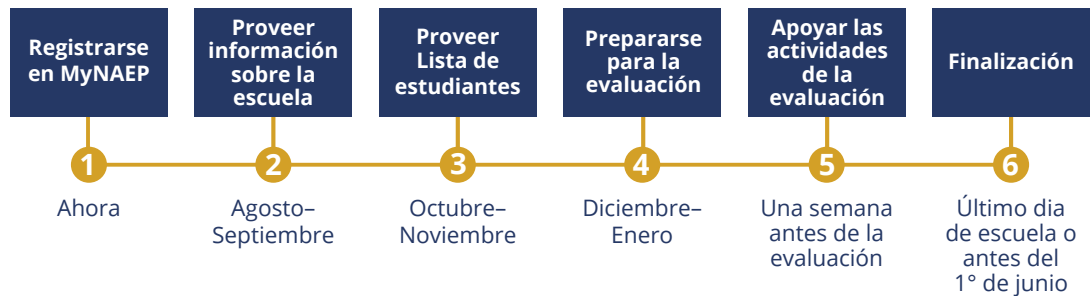 Registrarse
en MyNAEP
Proveer
información
sobre la
escuela
Proveer
Lista de
estudiantes
Prepararse
para la
evaluación
Apoyar las
actividades
de la
evaluación
Finalización
1
2
3
4
5
6
Ahora
Agosto–
Septiembre
Octubre–
Noviembre
Diciembre–
Enero
Una semana
antes de la
evaluación
Último dia
de escuela o
antes del
1° de junio